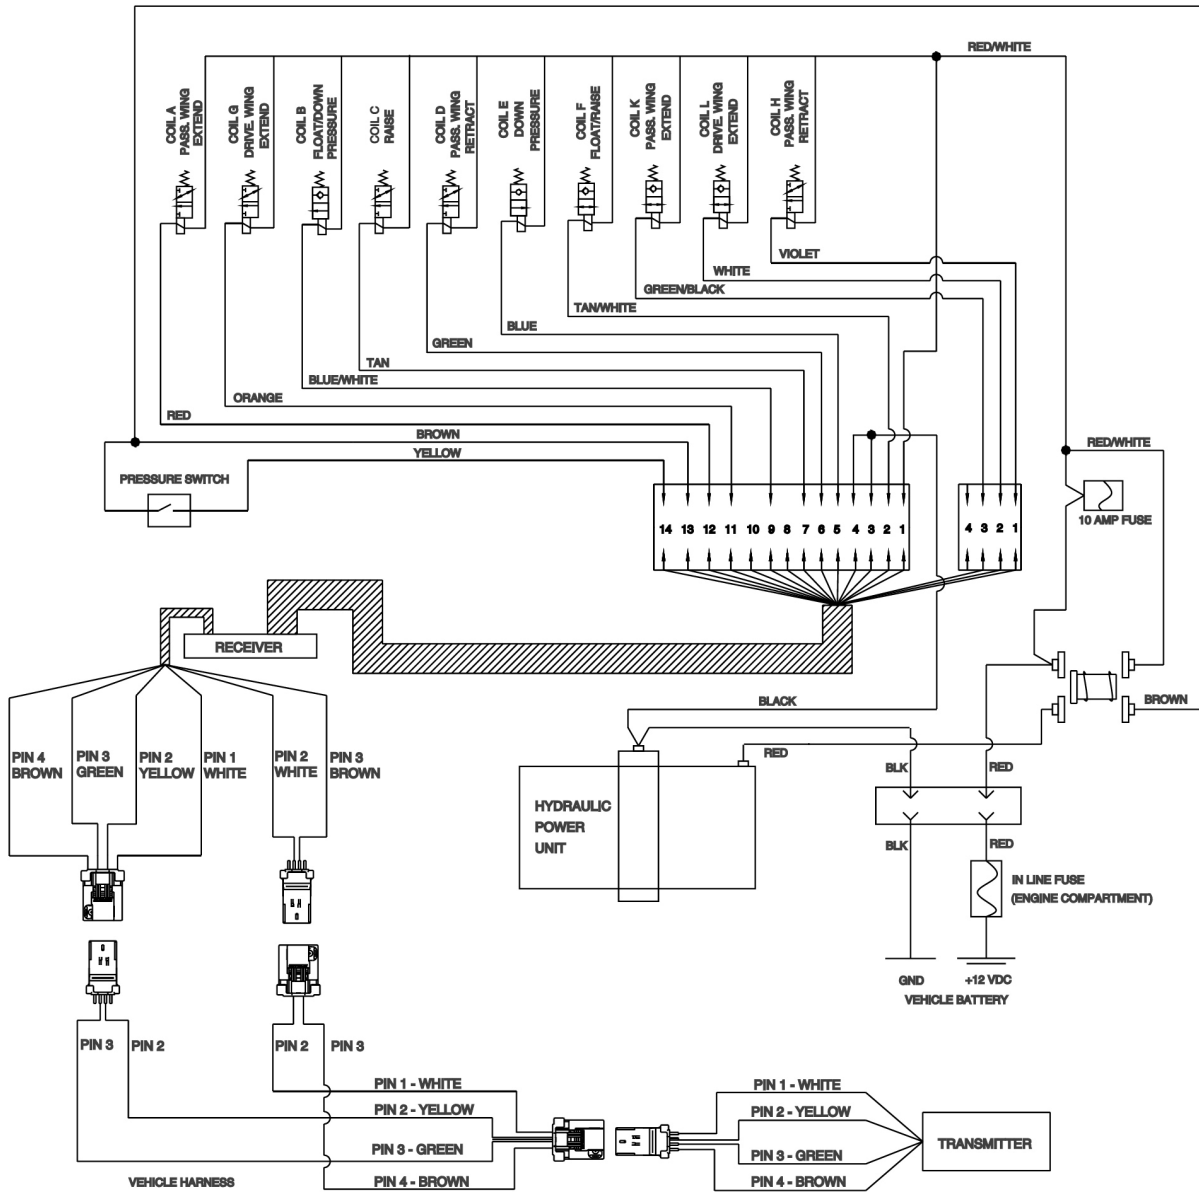 RED/WHITE
COIL A
PASS. WING
EXTEND
COIL G
DRIVE. WING
EXTEND
COIL B
FLOAT/DOWN
PRESSURE
COIL C
RAISE
COIL D
PASS. WING
RETRACT
COIL E
DOWN
PRESSURE
COIL F
FLOAT/RAISE
COIL K
PASS. WING
EXTEND
COIL L
DRIVE. WING
EXTEND
COIL H
PASS. WING
RETRACT
VIOLET
WHITE
GREEN/BLACK
TAN/WHITE
BLUE
GREEN
TAN
BLUE/WHITE
ORANGE
RED
BROWN
YELLOW
RED/WHITE
PRESSURE SWITCH
10 AMP FUSE
14 13 12 11 10 9 8 7 6 5 4 3 2 1
4 3 2 1
RECEIVER
BLACK
BROWN
RED
PIN 4
BROWN
PIN 3
GREEN
PIN 2
YELLOW
PIN 1
WHITE
PIN 2
WHITE
PIN 3
BROWN
BLK
RED
HYDRAULIC
POWER
UNIT
BLK
RED
IN LINE FUSE
(ENGINE COMPARTMENT)
GND
+12 VDC
VEHICLE BATTERY
PIN 3
PIN 2
PIN 2
PIN 3
PIN 1 - WHITE
PIN 2 - YELLOW
PIN 3 - GREEN
PIN 4 - BROWN
PIN 1 - WHITE
PIN 2 - YELLOW
PIN 3 - GREEN
PIN 4 - BROWN
TRANSMITTER
VEHICLE HARNESS